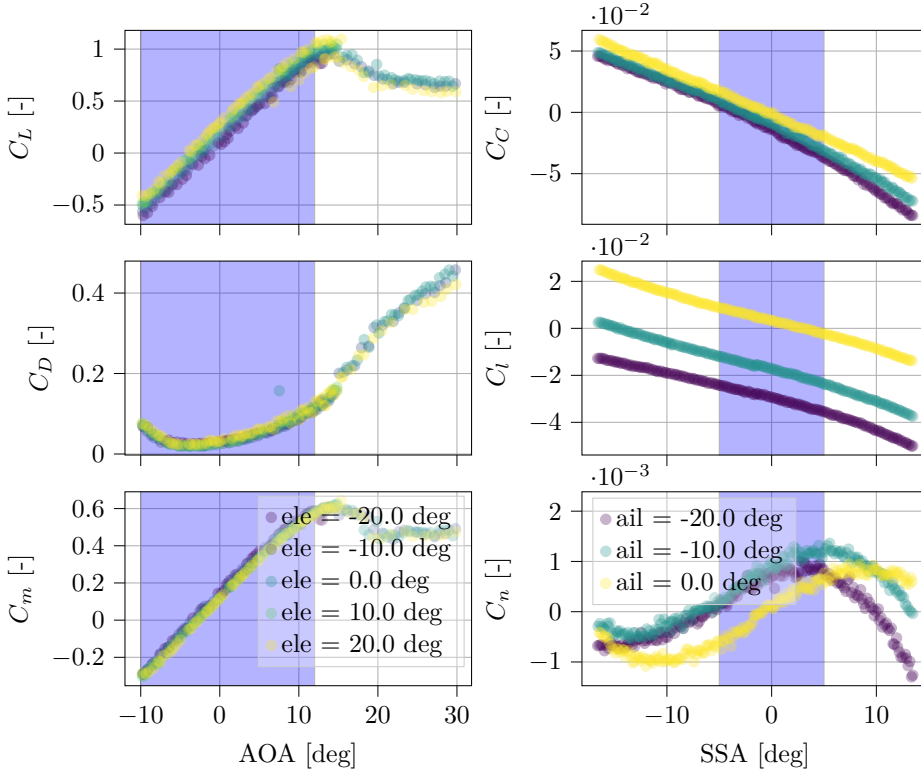 ·10⁻²
1
0.5
0
−0.5
C_L [-]
5
0
−5
C_C [-]
·10⁻²
0.4
0.2
0
C_D [-]
2
0
−2
−4
C_l [-]
·10⁻³
0.6
0.4
0.2
0
−0.2
C_m [-]
ele = -20.0 deg
ele = -10.0 deg
ele = 0.0 deg
ele = 10.0 deg
ele = 20.0 deg
−10 0 10 20 30
AOA [deg]
2
1
0
−1
C_n [-]
ail = -20.0 deg
ail = -10.0 deg
ail = 0.0 deg
−10 0 10
SSA [deg]